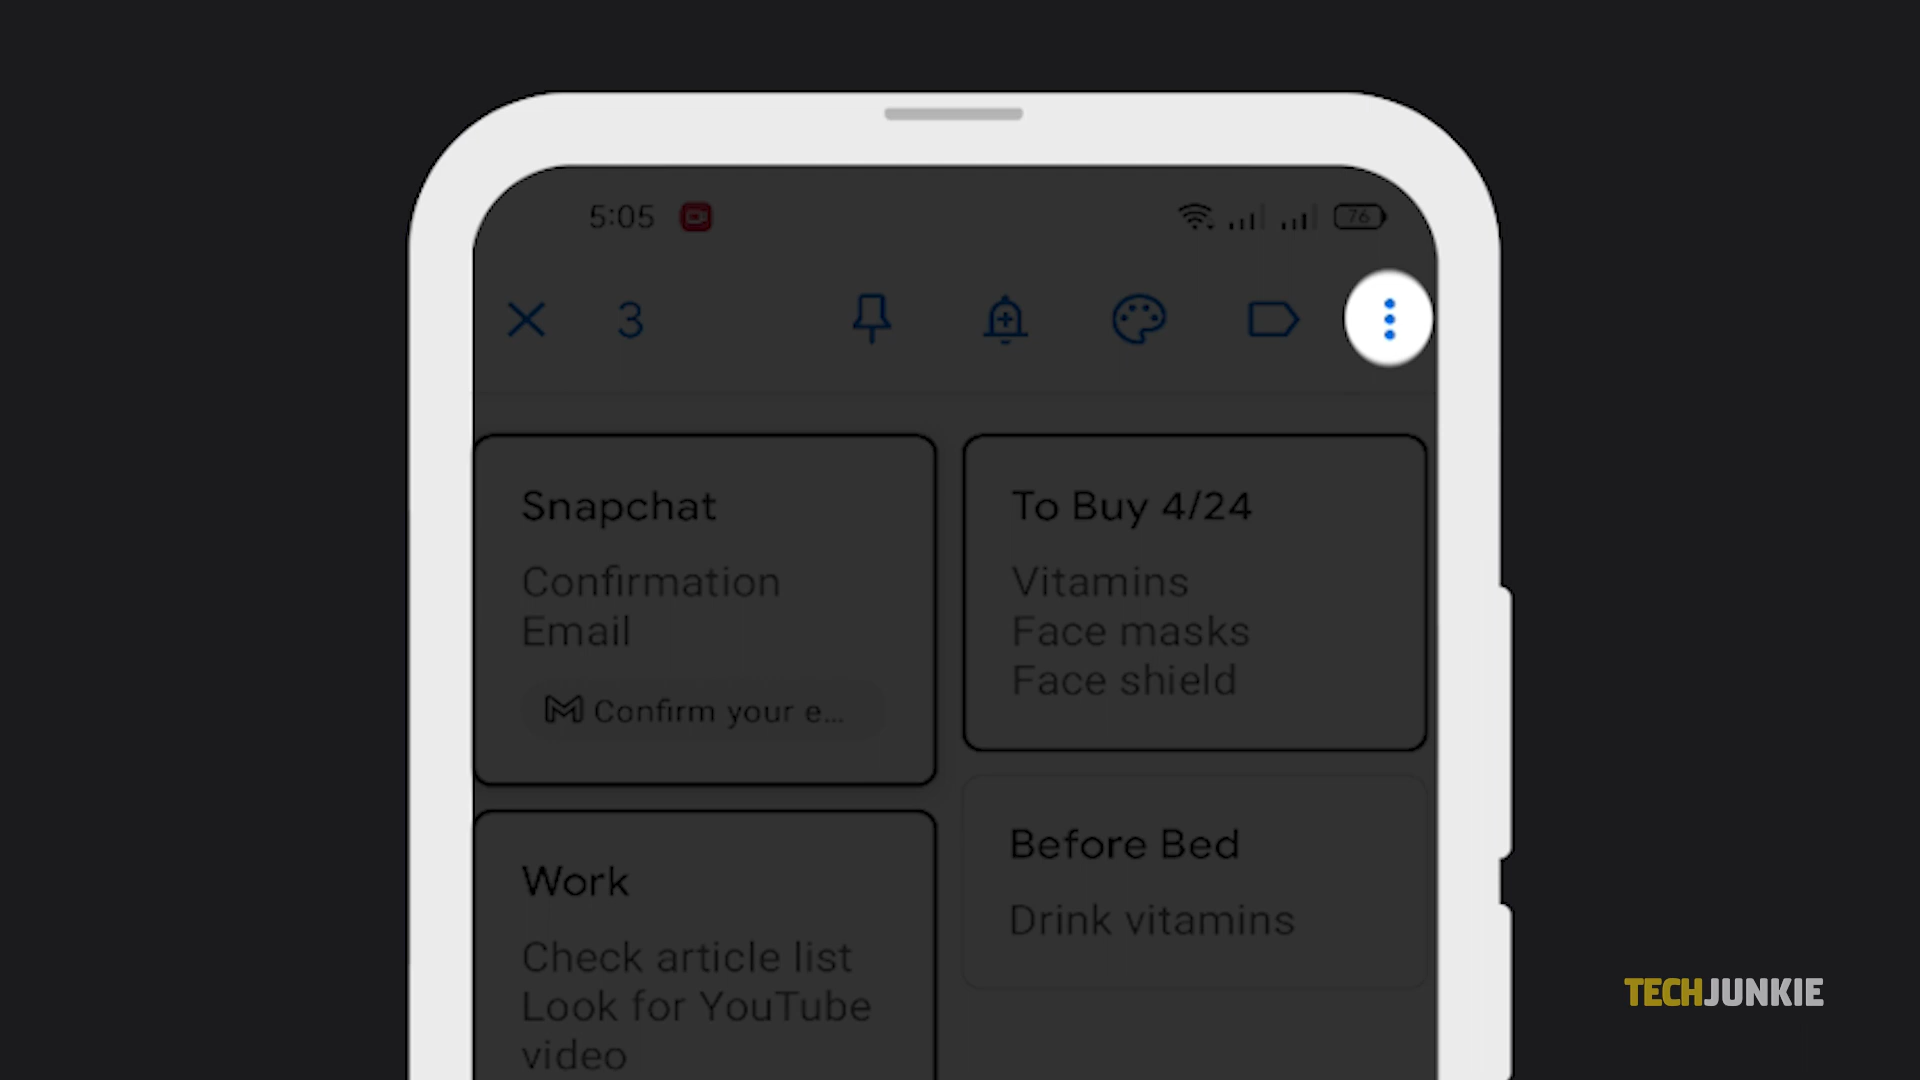 5:05
76
3
Snapchat
Confirmation
Email
Confirm your e...
To Buy 4/24
Vitamins
Face masks
Face shield
Work
Check article list
Look for YouTube
video
Before Bed
Drink vitamins
TECHJUNKIE